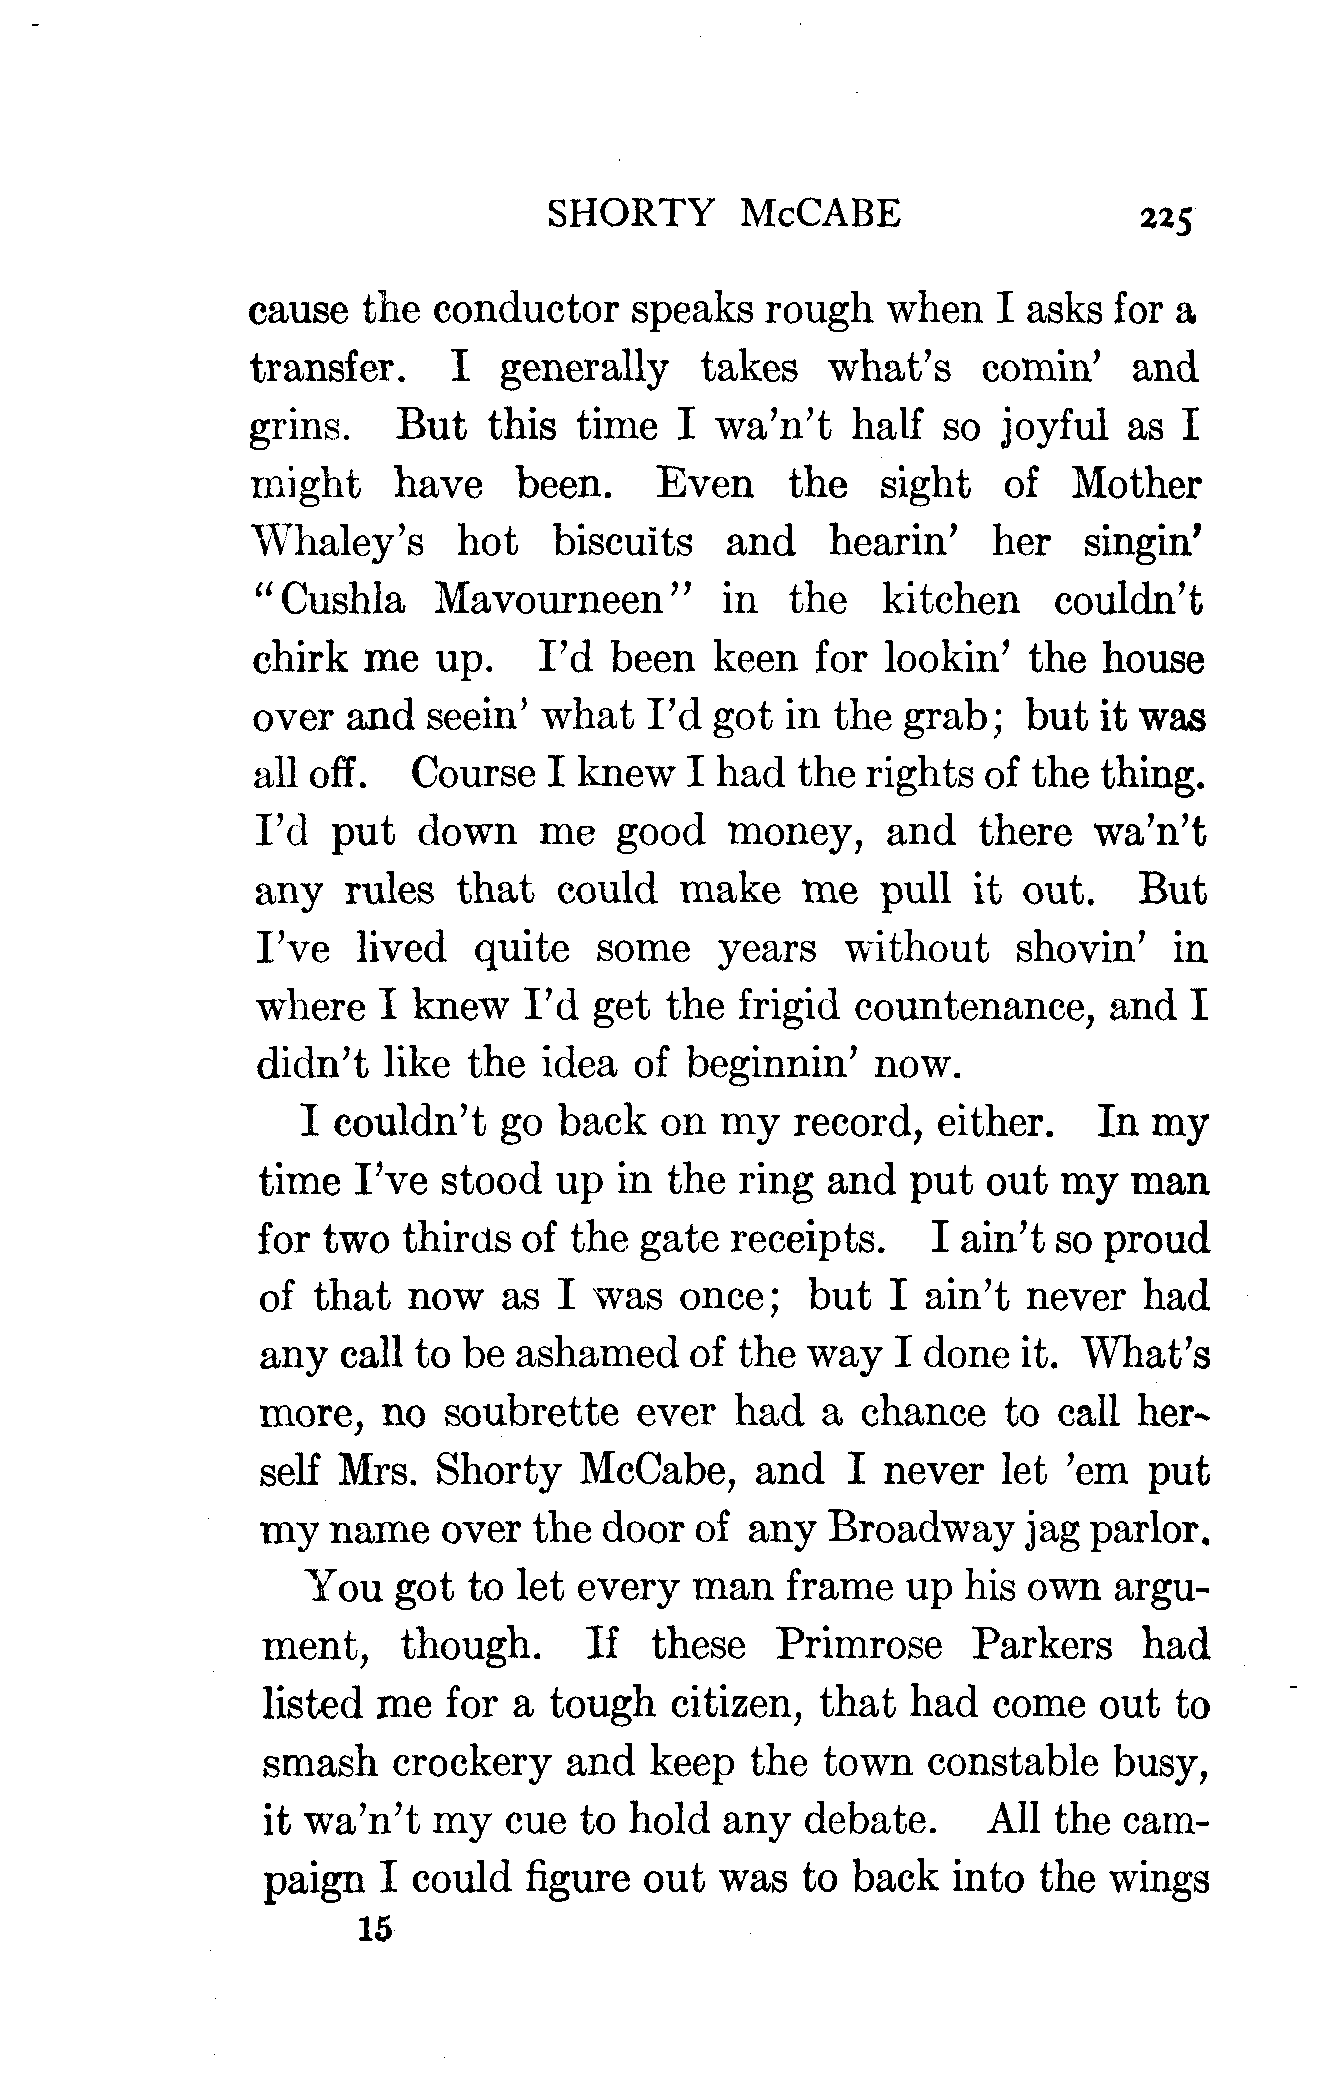 SHORTY McCABE 225
cause the conductor speaks rough when I asks for a
transfer. I generally takes what's comin' and
grins. But this time I wa'n't half so joyful as I
might have been. Even the sight of Mother
Whaley's hot biscuits and hearin' her singin'
"Cushla Mavourneen" in the kitchen couldn't
chirk me up. I'd been keen for lookin' the house
over and seein' what I'd got in the grab; but it was
all off. Course I knew I had the rights of the thing.
I'd put down me good money, and there wa'n't
any rules that could make me pull it out. But
I've lived quite some years without shovin' in
where I knew I'd get the frigid countenance, and I
didn't like the idea of beginnin' now.
I couldn't go back on my record, either. In my
time I've stood up in the ring and put out my man
for two thirds of the gate receipts. I ain't so proud
of that now as I was once; but I ain't never had
any call to be ashamed of the way I done it. What's
more, no soubrette ever had a chance to call her-
self Mrs. Shorty McCabe, and I never let 'em put
my name over the door of any Broadway jag parlor.
You got to let every man frame up his own argu-
ment, though. If these Primrose Parkers had
listed me for a tough citizen, that had come out to
smash crockery and keep the town constable busy,
it wa'n't my cue to hold any debate. All the cam-
paign I could figure out was to back into the wings
15